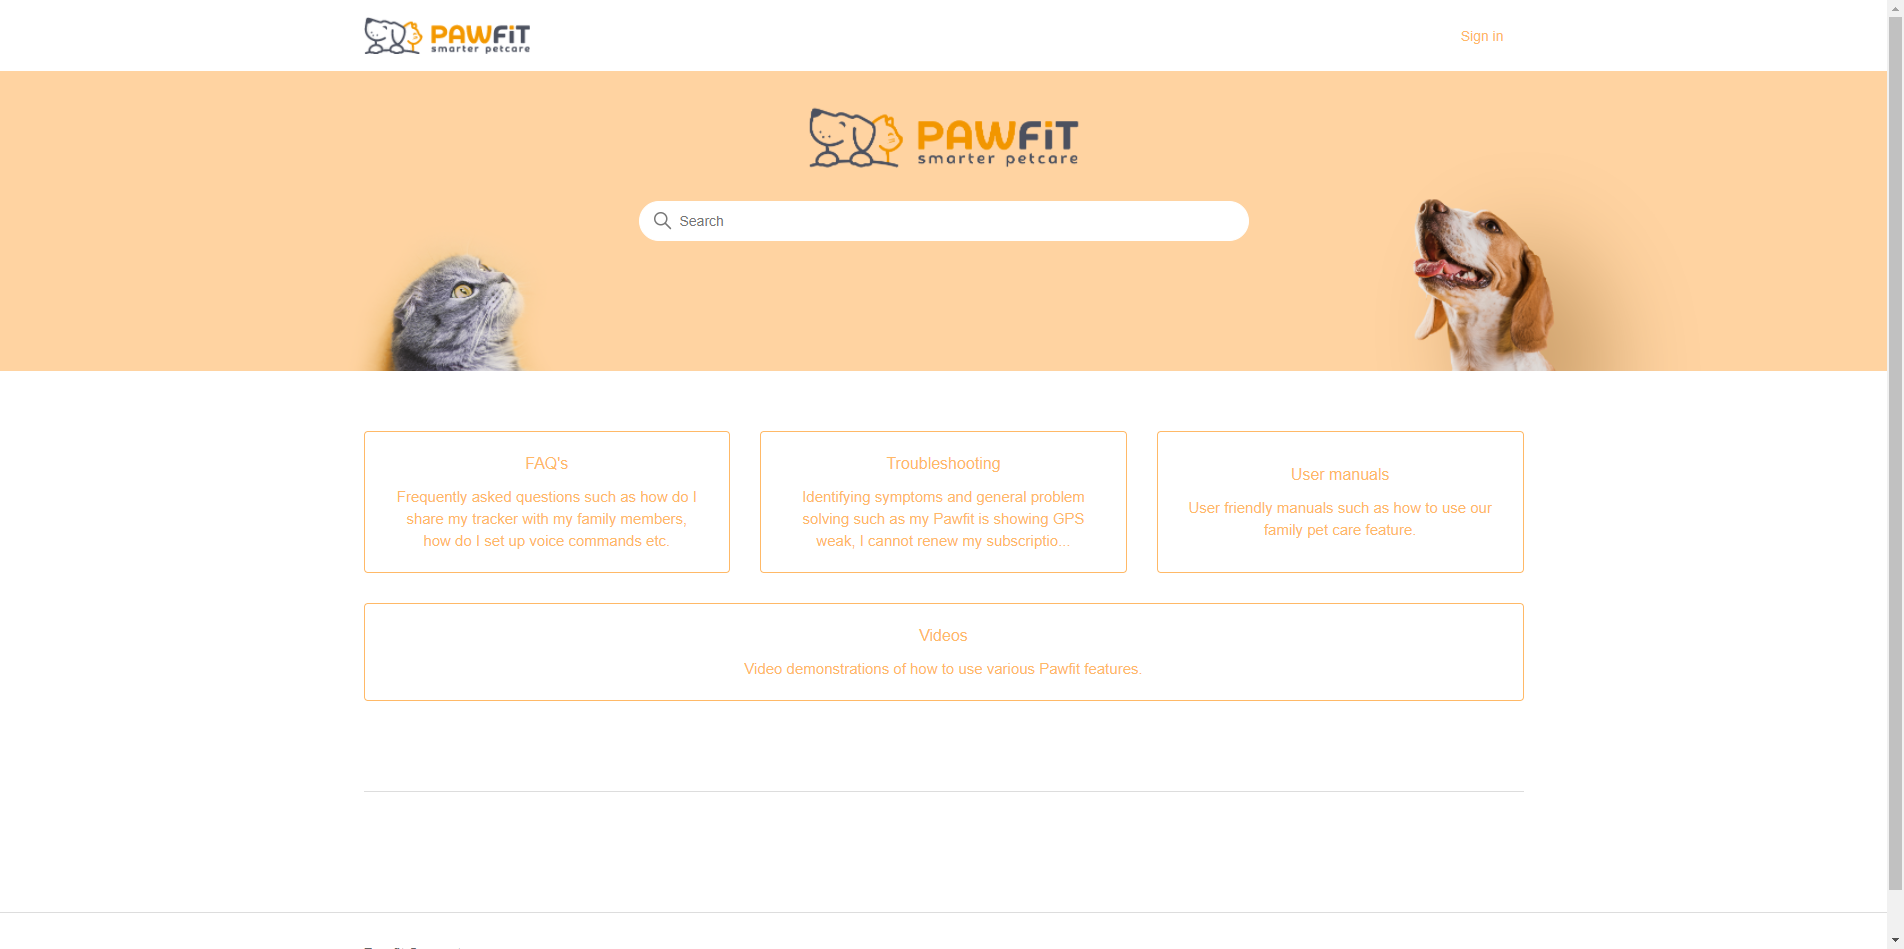 PAWFiT
smarter petcare
Sign in
PAWFiT
smarter petcare
Search
FAQ's
Frequently asked questions such as how do I
share my tracker with my family members,
how do I set up voice commands etc.
Troubleshooting
Identifying symptoms and general problem
solving such as my Pawfit is showing GPS
weak, I cannot renew my subscriptio...
User manuals
User friendly manuals such as how to use our
family pet care feature.
Videos
Video demonstrations of how to use various Pawfit features.